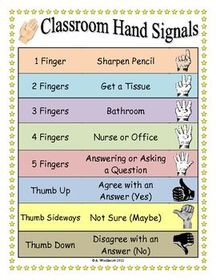 Classroom Hand Signals
1 Finger Sharpen Pencil
2 Fingers Get a Tissue
3 Fingers Bathroom
4 Fingers Nurse or Office
5 Fingers Answering or Asking
a Question
Thumb Up Agree with an
Answer (Yes)
Thumb Sideways Not Sure (Maybe)
Thumb Down Disagree with an
Answer (No)